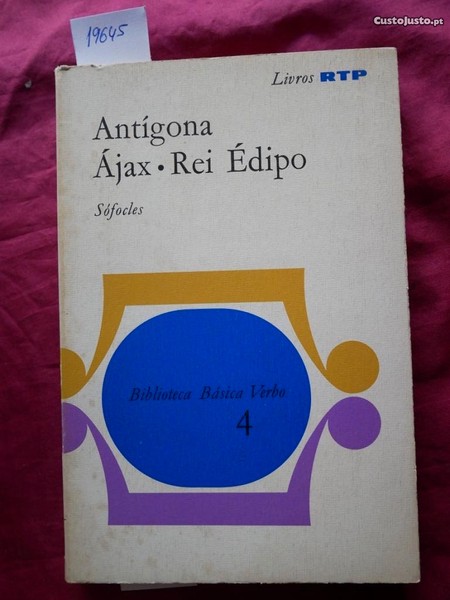 CustoJusto.pt
19645
Livros RTP
Antígona
Ájax • Rei Édipo
Sófocles
Biblioteca Básica Verbo
4